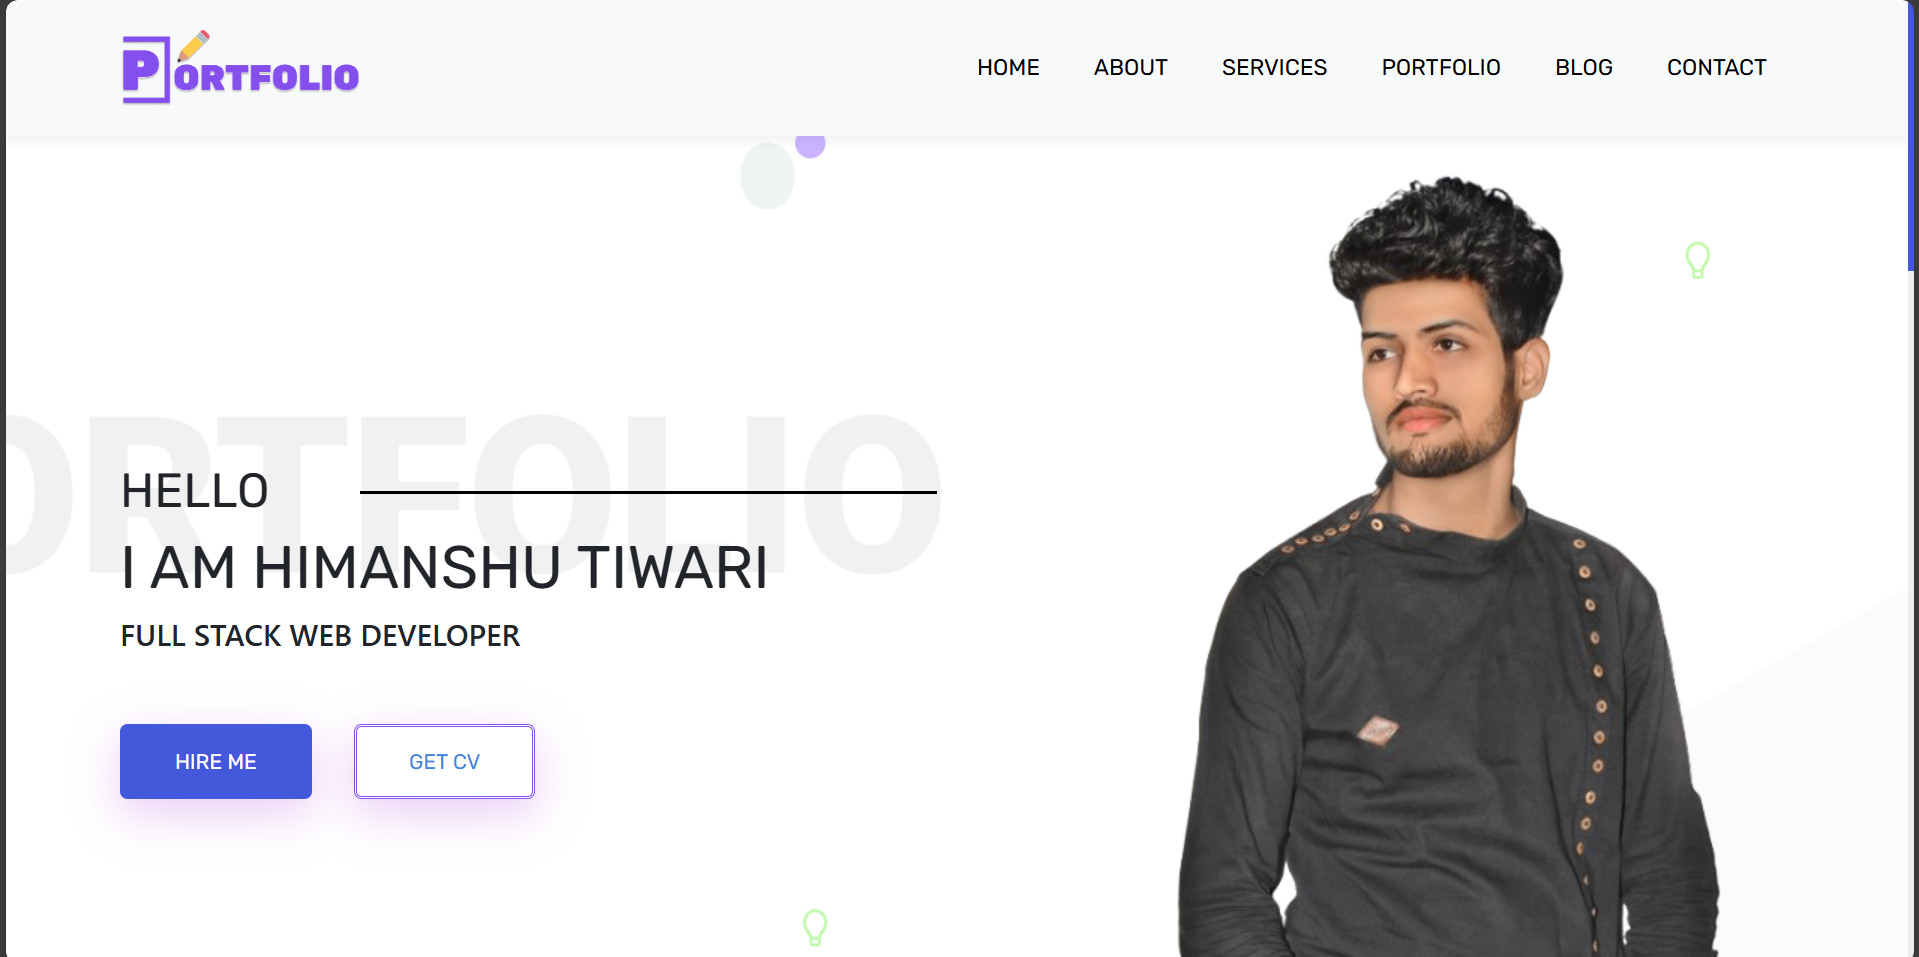 PORTFOLIO
HOME ABOUT SERVICES PORTFOLIO BLOG CONTACT
ORTFOLIO
HELLO
I AM HIMANSHU TIWARI
FULL STACK WEB DEVELOPER
HIRE ME GET CV